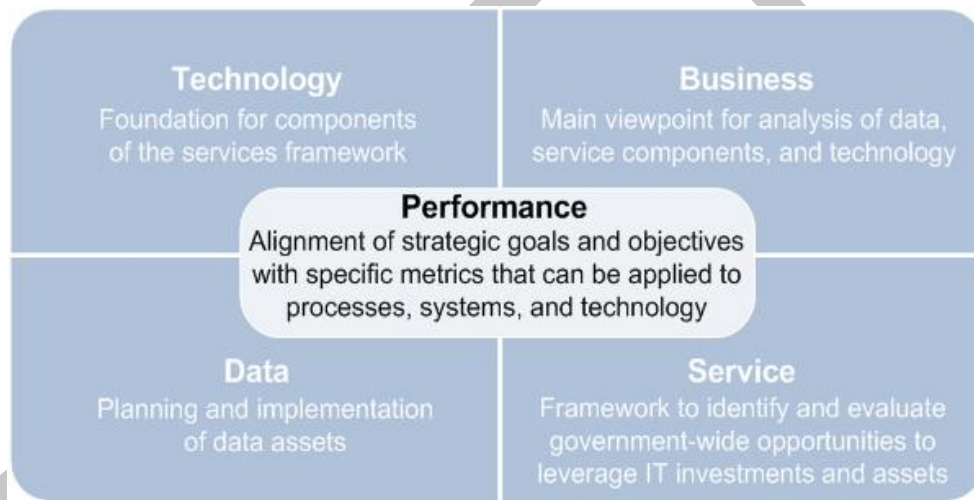 Technology
Foundation for components
of the services framework
Business
Main viewpoint for analysis of data,
service components, and technology
Performance
Alignment of strategic goals and objectives
with specific metrics that can be applied to
processes, systems, and technology
Data
Planning and implementation
of data assets
Service
Framework to identify and evaluate
government-wide opportunities to
leverage IT investments and assets